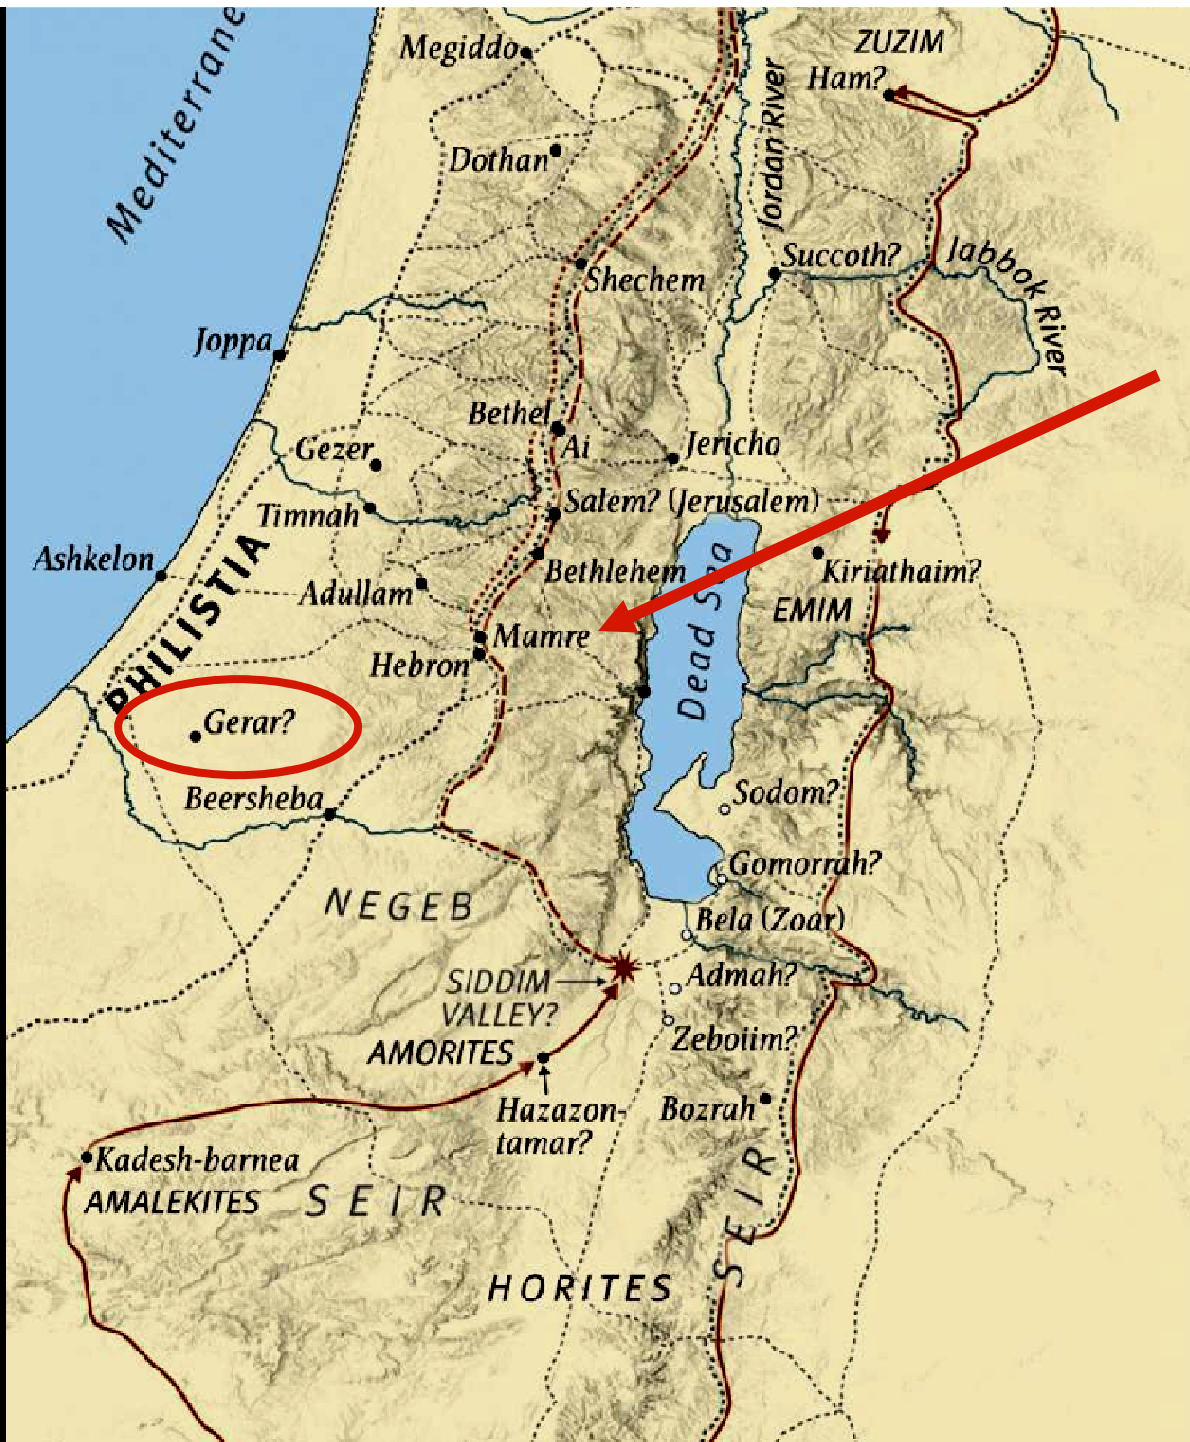 Mediterrane
Megiddo
ZUZIM
Ham?
Jordan River
Dothan
Succoth?
Jabbok River
Shechem
Joppa
Bethel
Ai
Gezer
Jericho
Timnah
Salem? (Jerusalem)
Ashkelon
PHILISTIA
Bethlehem
Dead Sea
Kiriathaim?
Adullam
EMIM
Mamre
Hebron
Gerar?
Beersheba
Sodom?
Gomorrah?
NEGEB
Bela (Zoar)
SIDDIM
VALLEY?
Admah?
Zeboiim?
AMORITES
Hazazon-
tamar?
Bozrah
Kadesh-barnea
AMALEKITES
SEIR
SEIR
HORITES